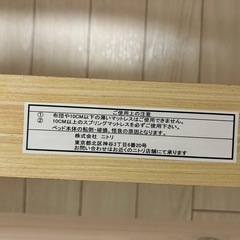 ご使用上の注意
① 布団や10CM以下の薄いマットレスはご使用できません。
② 10CM以上のスプリングマットレスを必ずご使用下さい。
ベッド本体の転倒・破損、怪我の原因となります。
株式会社 ニトリ
東京都北区神谷3丁目6番20号
お問い合わせはお近くのニトリ店舗にて承ります